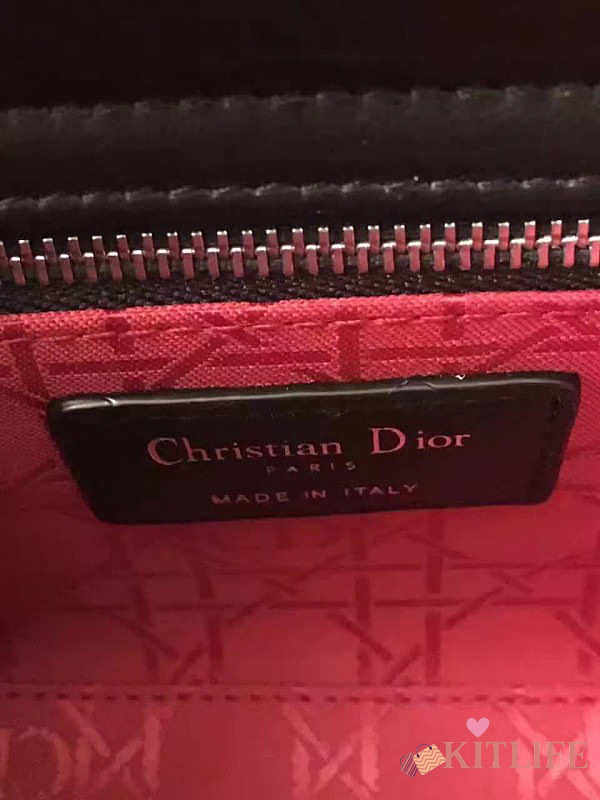 Christian Dior
PARIS
MADE IN ITALY
KITLIFE